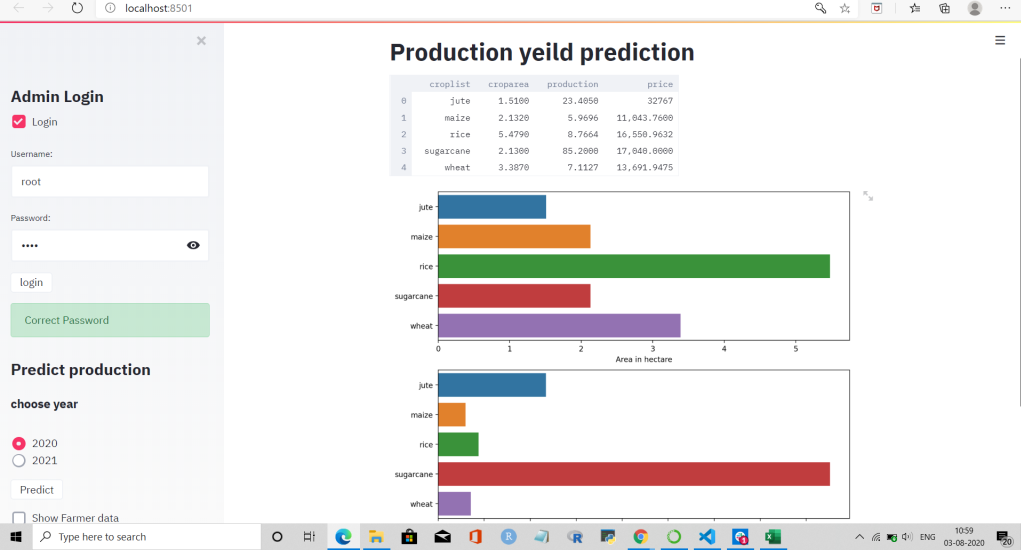 localhost:8501
Admin Login
Login
Username:
root
Password:
••••
login
Correct Password
Predict production
choose year
2020
2021
Predict
Show Farmer data
Production yeild prediction
croplist croparea production price
0 jute 1.5100 23.4050 32767
1 maize 2.1320 5.9696 11,043.7600
2 rice 5.4790 8.7664 16,550.9632
3 sugarcane 2.1300 85.2000 17,040.0000
4 wheat 3.3870 7.1127 13,691.9475
jute
maize
rice
sugarcane
wheat
0 1 2 3 4 5
Area in hectare
jute
maize
rice
sugarcane
wheat
Type here to search
ENG
10:59
03-08-2020
20